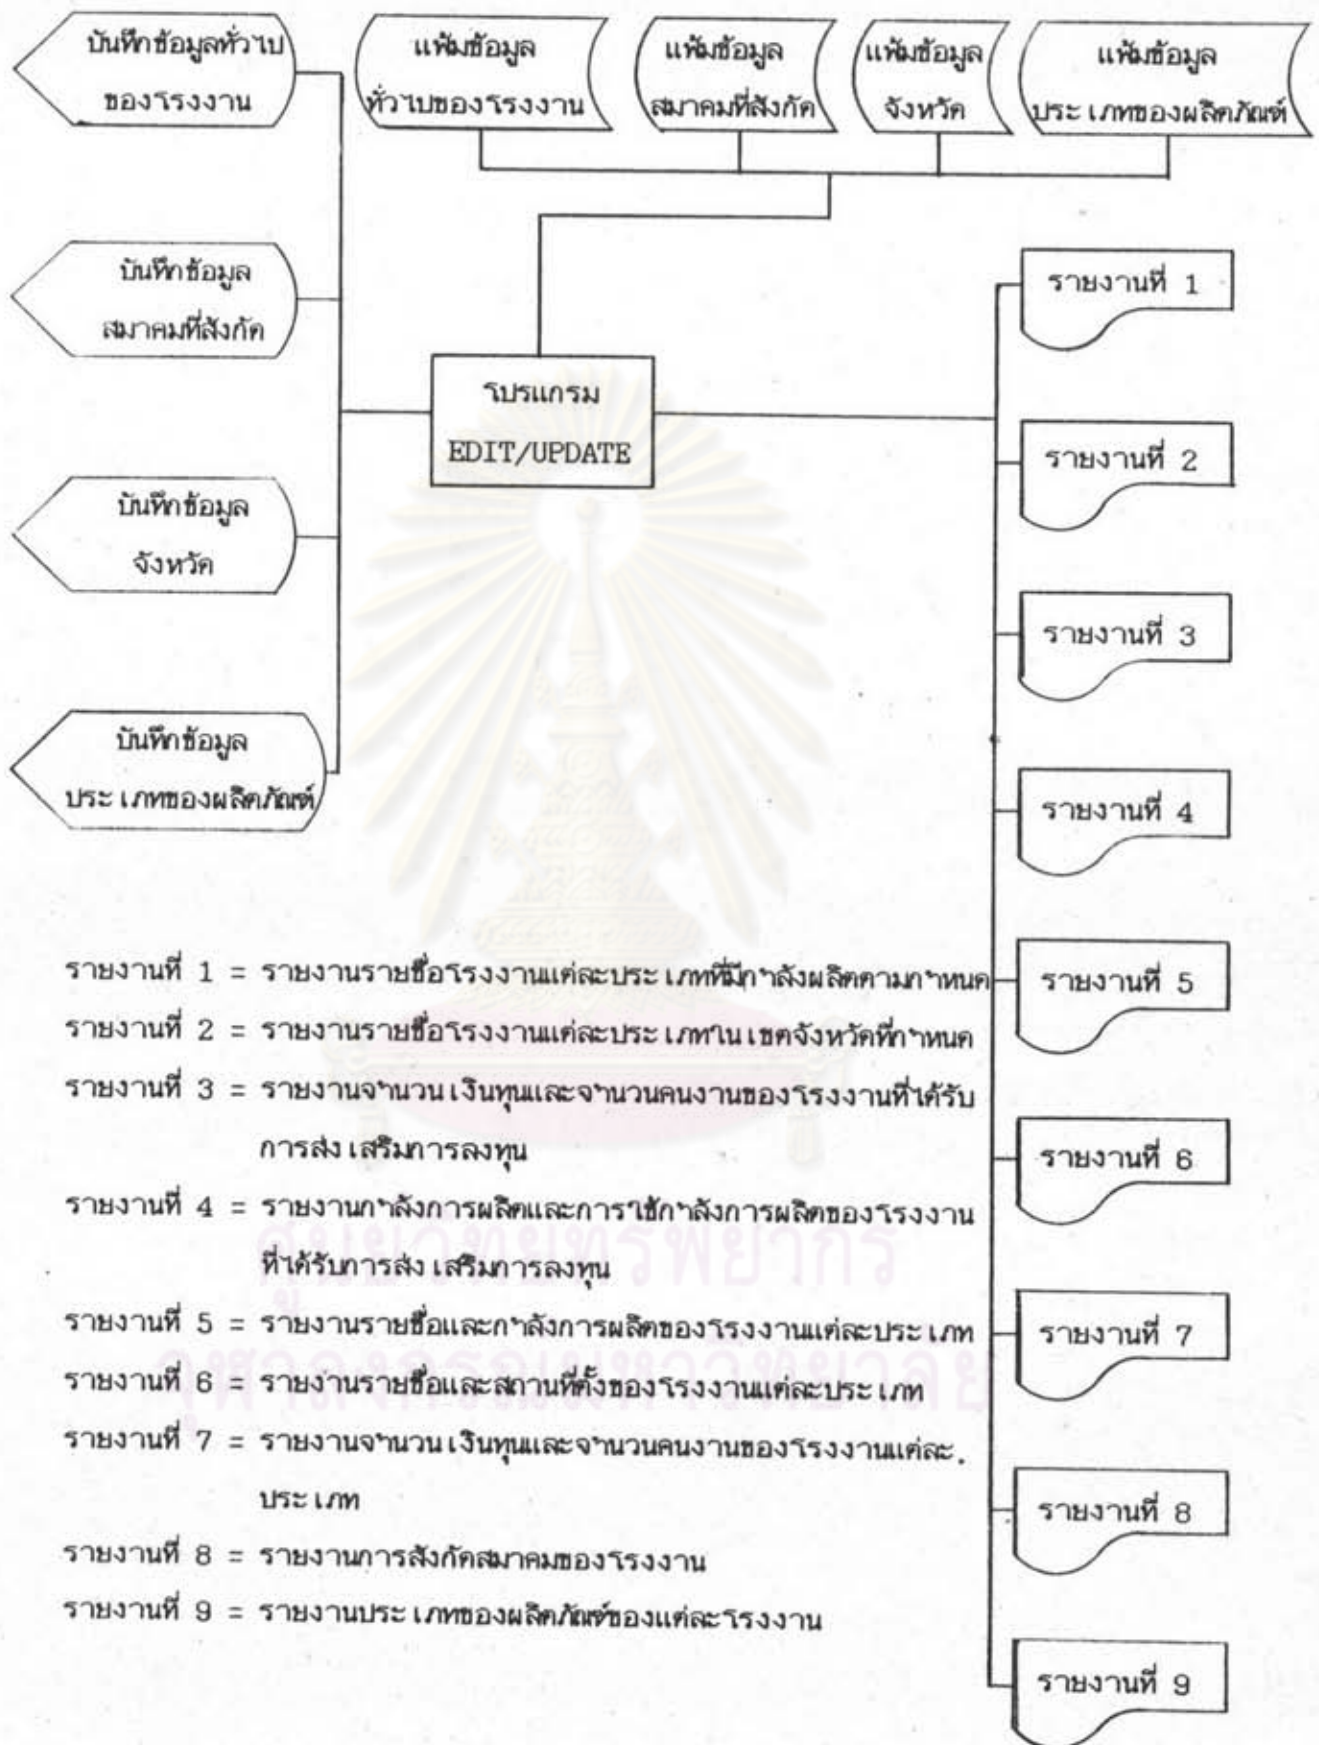 บันทึกข้อมูลทั่วไป
ของโรงงาน
แฟ้มข้อมูล
ทั่วไปของโรงงาน
แฟ้มข้อมูล
สมาคมที่สังกัด
แฟ้มข้อมูล
จังหวัด
แฟ้มข้อมูล
ประเภทของผลิตภัณฑ์
บันทึกข้อมูล
สมาคมที่สังกัด
บันทึกข้อมูล
จังหวัด
บันทึกข้อมูล
ประเภทของผลิตภัณฑ์
โปรแกรม
EDIT/UPDATE
รายงานที่ 1
รายงานที่ 2
รายงานที่ 3
รายงานที่ 4
รายงานที่ 5
รายงานที่ 6
รายงานที่ 7
รายงานที่ 8
รายงานที่ 9
รายงานที่ 1 = รายงานรายชื่อโรงงานแต่ละประเภทที่มีกำลังผลิตตามกำหนด
รายงานที่ 2 = รายงานรายชื่อโรงงานแต่ละประเภทในเขตจังหวัดที่กำหนด
รายงานที่ 3 = รายงานจำนวนเงินทุนและจำนวนคนงานของโรงงานที่ได้รับ
การส่งเสริมการลงทุน
รายงานที่ 4 = รายงานกำลังการผลิตและการใช้กำลังการผลิตของโรงงาน
ที่ได้รับการส่งเสริมการลงทุน
รายงานที่ 5 = รายงานรายชื่อและกำลังการผลิตของโรงงานแต่ละประเภท
รายงานที่ 6 = รายงานรายชื่อและสถานที่ตั้งของโรงงานแต่ละประเภท
รายงานที่ 7 = รายงานจำนวนเงินทุนและจำนวนคนงานของโรงงานแต่ละ
ประเภท
รายงานที่ 8 = รายงานการสังกัดสมาคมของโรงงาน
รายงานที่ 9 = รายงานประเภทของผลิตภัณฑ์ของแต่ละโรงงาน
ศูนย์วิทยทรัพยากร
จุฬาลงกรณ์มหาวิทยาลัย